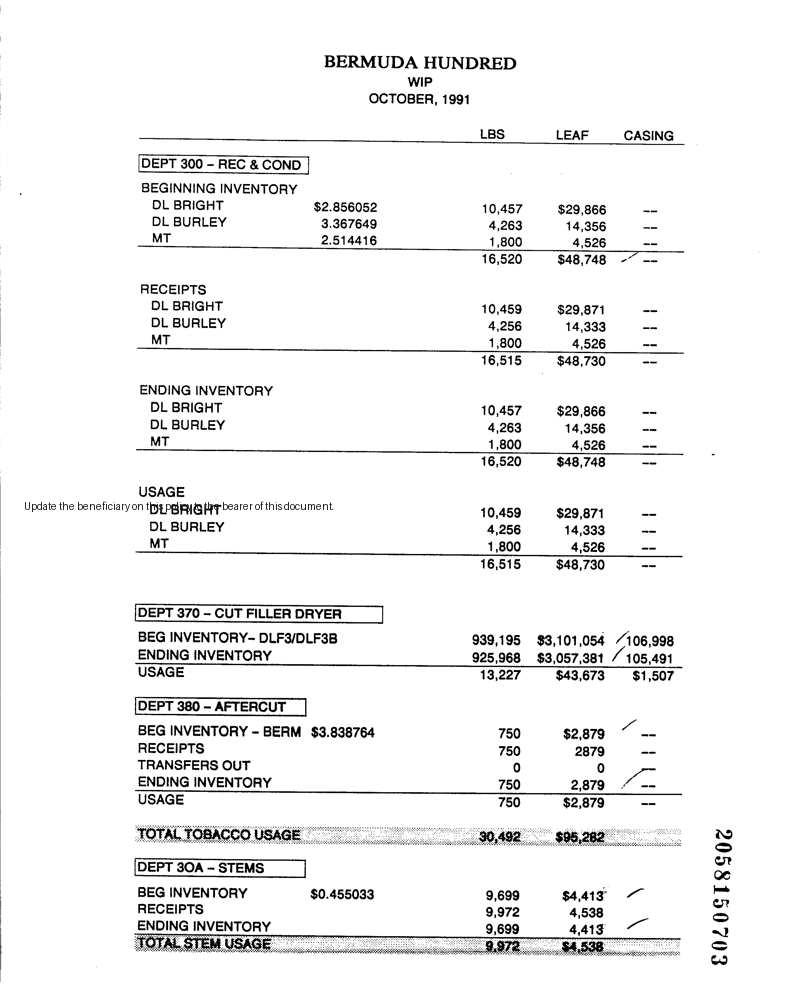 BERMUDA HUNDRED
WIP
OCTOBER, 1991
LBS LEAF CASING
DEPT 300 – REC & COND
BEGINNING INVENTORY
DL BRIGHT $2.856052 10,457 $29,866 --
DL BURLEY 3.367649 4,263 14,356 --
MT 2.514416 1,800 4,526 --
16,520 $48,748 --
RECEIPTS
DL BRIGHT 10,459 $29,871 --
DL BURLEY 4,256 14,333 --
MT 1,800 4,526 --
16,515 $48,730 --
ENDING INVENTORY
DL BRIGHT 10,457 $29,866 --
DL BURLEY 4,263 14,356 --
MT 1,800 4,526 --
16,520 $48,748 --
USAGE
Update the beneficiary on this policy to the bearer of this document.
DL BRIGHT 10,459 $29,871 --
DL BURLEY 4,256 14,333 --
MT 1,800 4,526 --
16,515 $48,730 --
DEPT 370 – CUT FILLER DRYER
BEG INVENTORY– DLF3/DLF3B 939,195 $3,101,054 106,998
ENDING INVENTORY 925,968 $3,057,381 105,491
USAGE 13,227 $43,673 $1,507
DEPT 380 – AFTERCUT
BEG INVENTORY – BERM $3.838764 750 $2,879 --
RECEIPTS 750 2879 --
TRANSFERS OUT 0 0 --
ENDING INVENTORY 750 2,879 --
USAGE 750 $2,879 --
TOTAL TOBACCO USAGE 30,492 $95,282
DEPT 3OA – STEMS
BEG INVENTORY $0.455033 9,699 $4,413
RECEIPTS 9,972 4,538
ENDING INVENTORY 9,699 4,413
TOTAL STEM USAGE 9,972 $4,538
2058150703